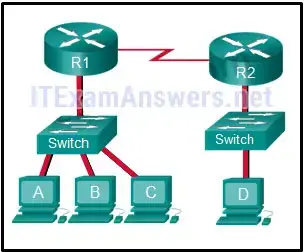 R1
R2
ITExamAnswers.net
Switch
Switch
A B C D